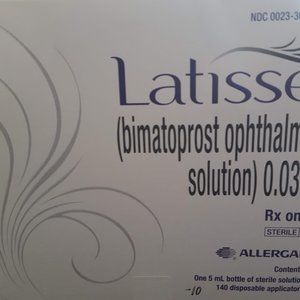 NDC 0023-36
Latisse
(bimatoprost ophthalm
solution) 0.03
Rx on
STERILE
ALLERGA
Content
One 5 mL bottle of sterile solution
140 disposable applicator
-10